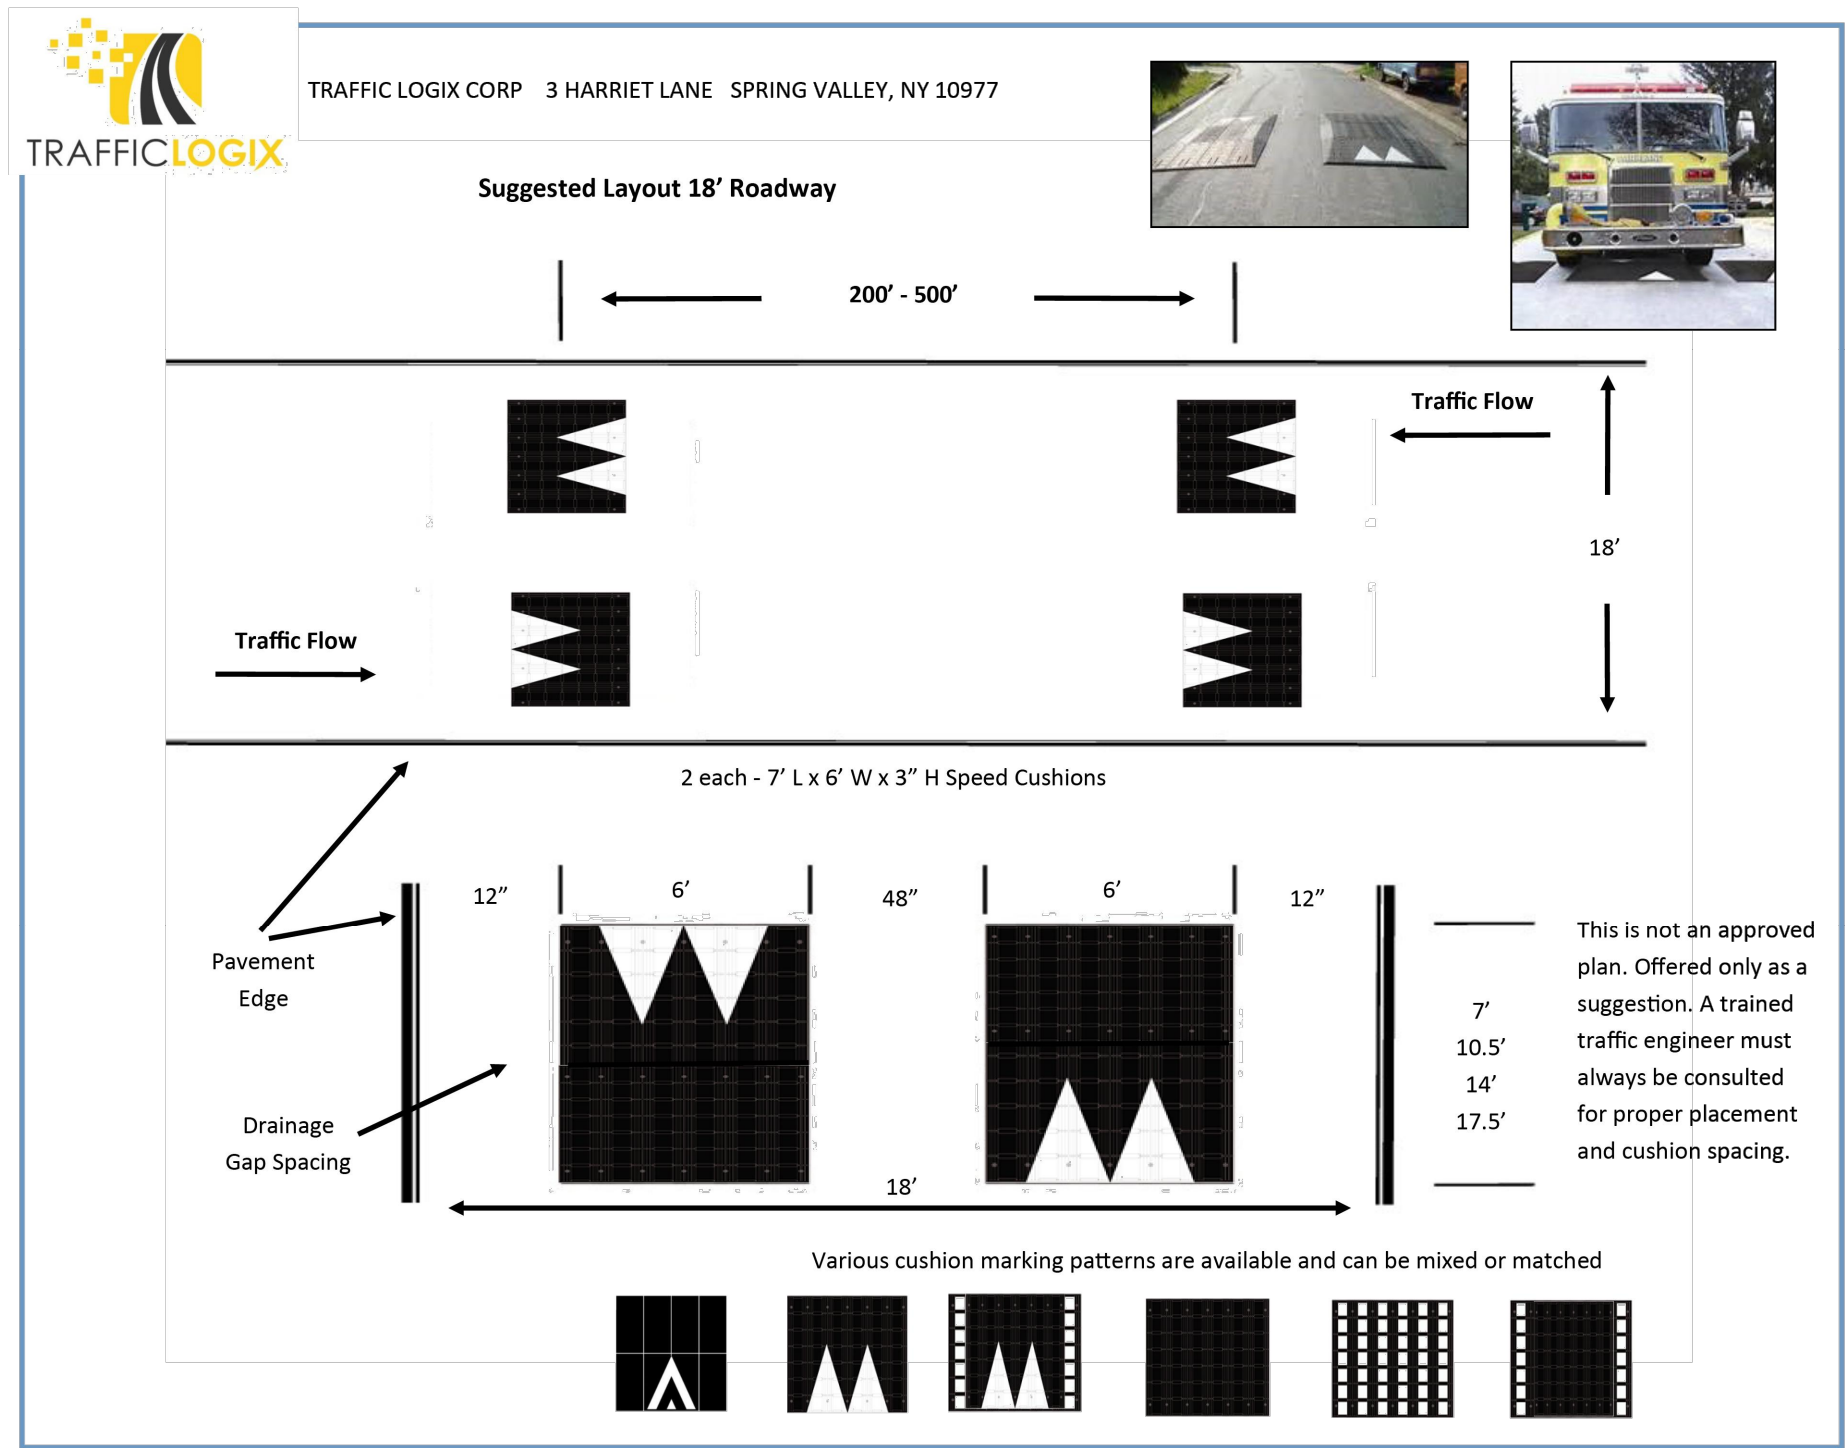 TRAFFICLOGIX
TRAFFIC LOGIX CORP 3 HARRIET LANE SPRING VALLEY, NY 10977
Suggested Layout 18’ Roadway
200’ - 500’
Traffic Flow
18’
Traffic Flow
2 each - 7’ L x 6’ W x 3” H Speed Cushions
12”
6’
48”
6’
12”
Pavement
Edge
Drainage
Gap Spacing
18’
7’
10.5’
14’
17.5’
This is not an approved
plan. Offered only as a
suggestion. A trained
traffic engineer must
always be consulted
for proper placement
and cushion spacing.
Various cushion marking patterns are available and can be mixed or matched